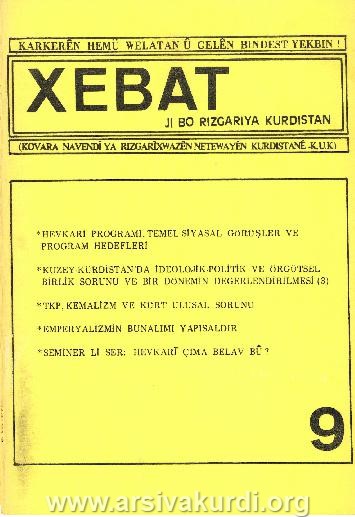 KARKERÊN HEMÛ WELATAN Û GELÊN BINDEST YEKBIN !
XEBAT
JI BO RIZGARIYA KURDISTAN
(KOVARA NAVENDÎ YA RIZGARÎXWAZÊN NETEWAYÊN KURDISTANÊ -K.U.K)
*HEVKARİ PROGRAMI, TEMEL SİYASAL GÖRÜŞLER VE
PROGRAM HEDEFLERİ
*KUZEY-KÜRDİSTAN'DA İDEOLOJİK-POLİTİK VE ÖRGÜTSEL
BİRLİK SORUNU VE BİR DÖNEMİN DEĞERLENDİRİLMESİ (3)
*TKP, KEMALİZM VE KÜRT ULUSAL SORUNU
*EMPERYALİZMİN BUNALIMI YAPISALDIR
*SEMİNER Lİ SER: HEVKARÎ ÇIMA BELAV BÛ ?
9
www.arsivakurdi.org